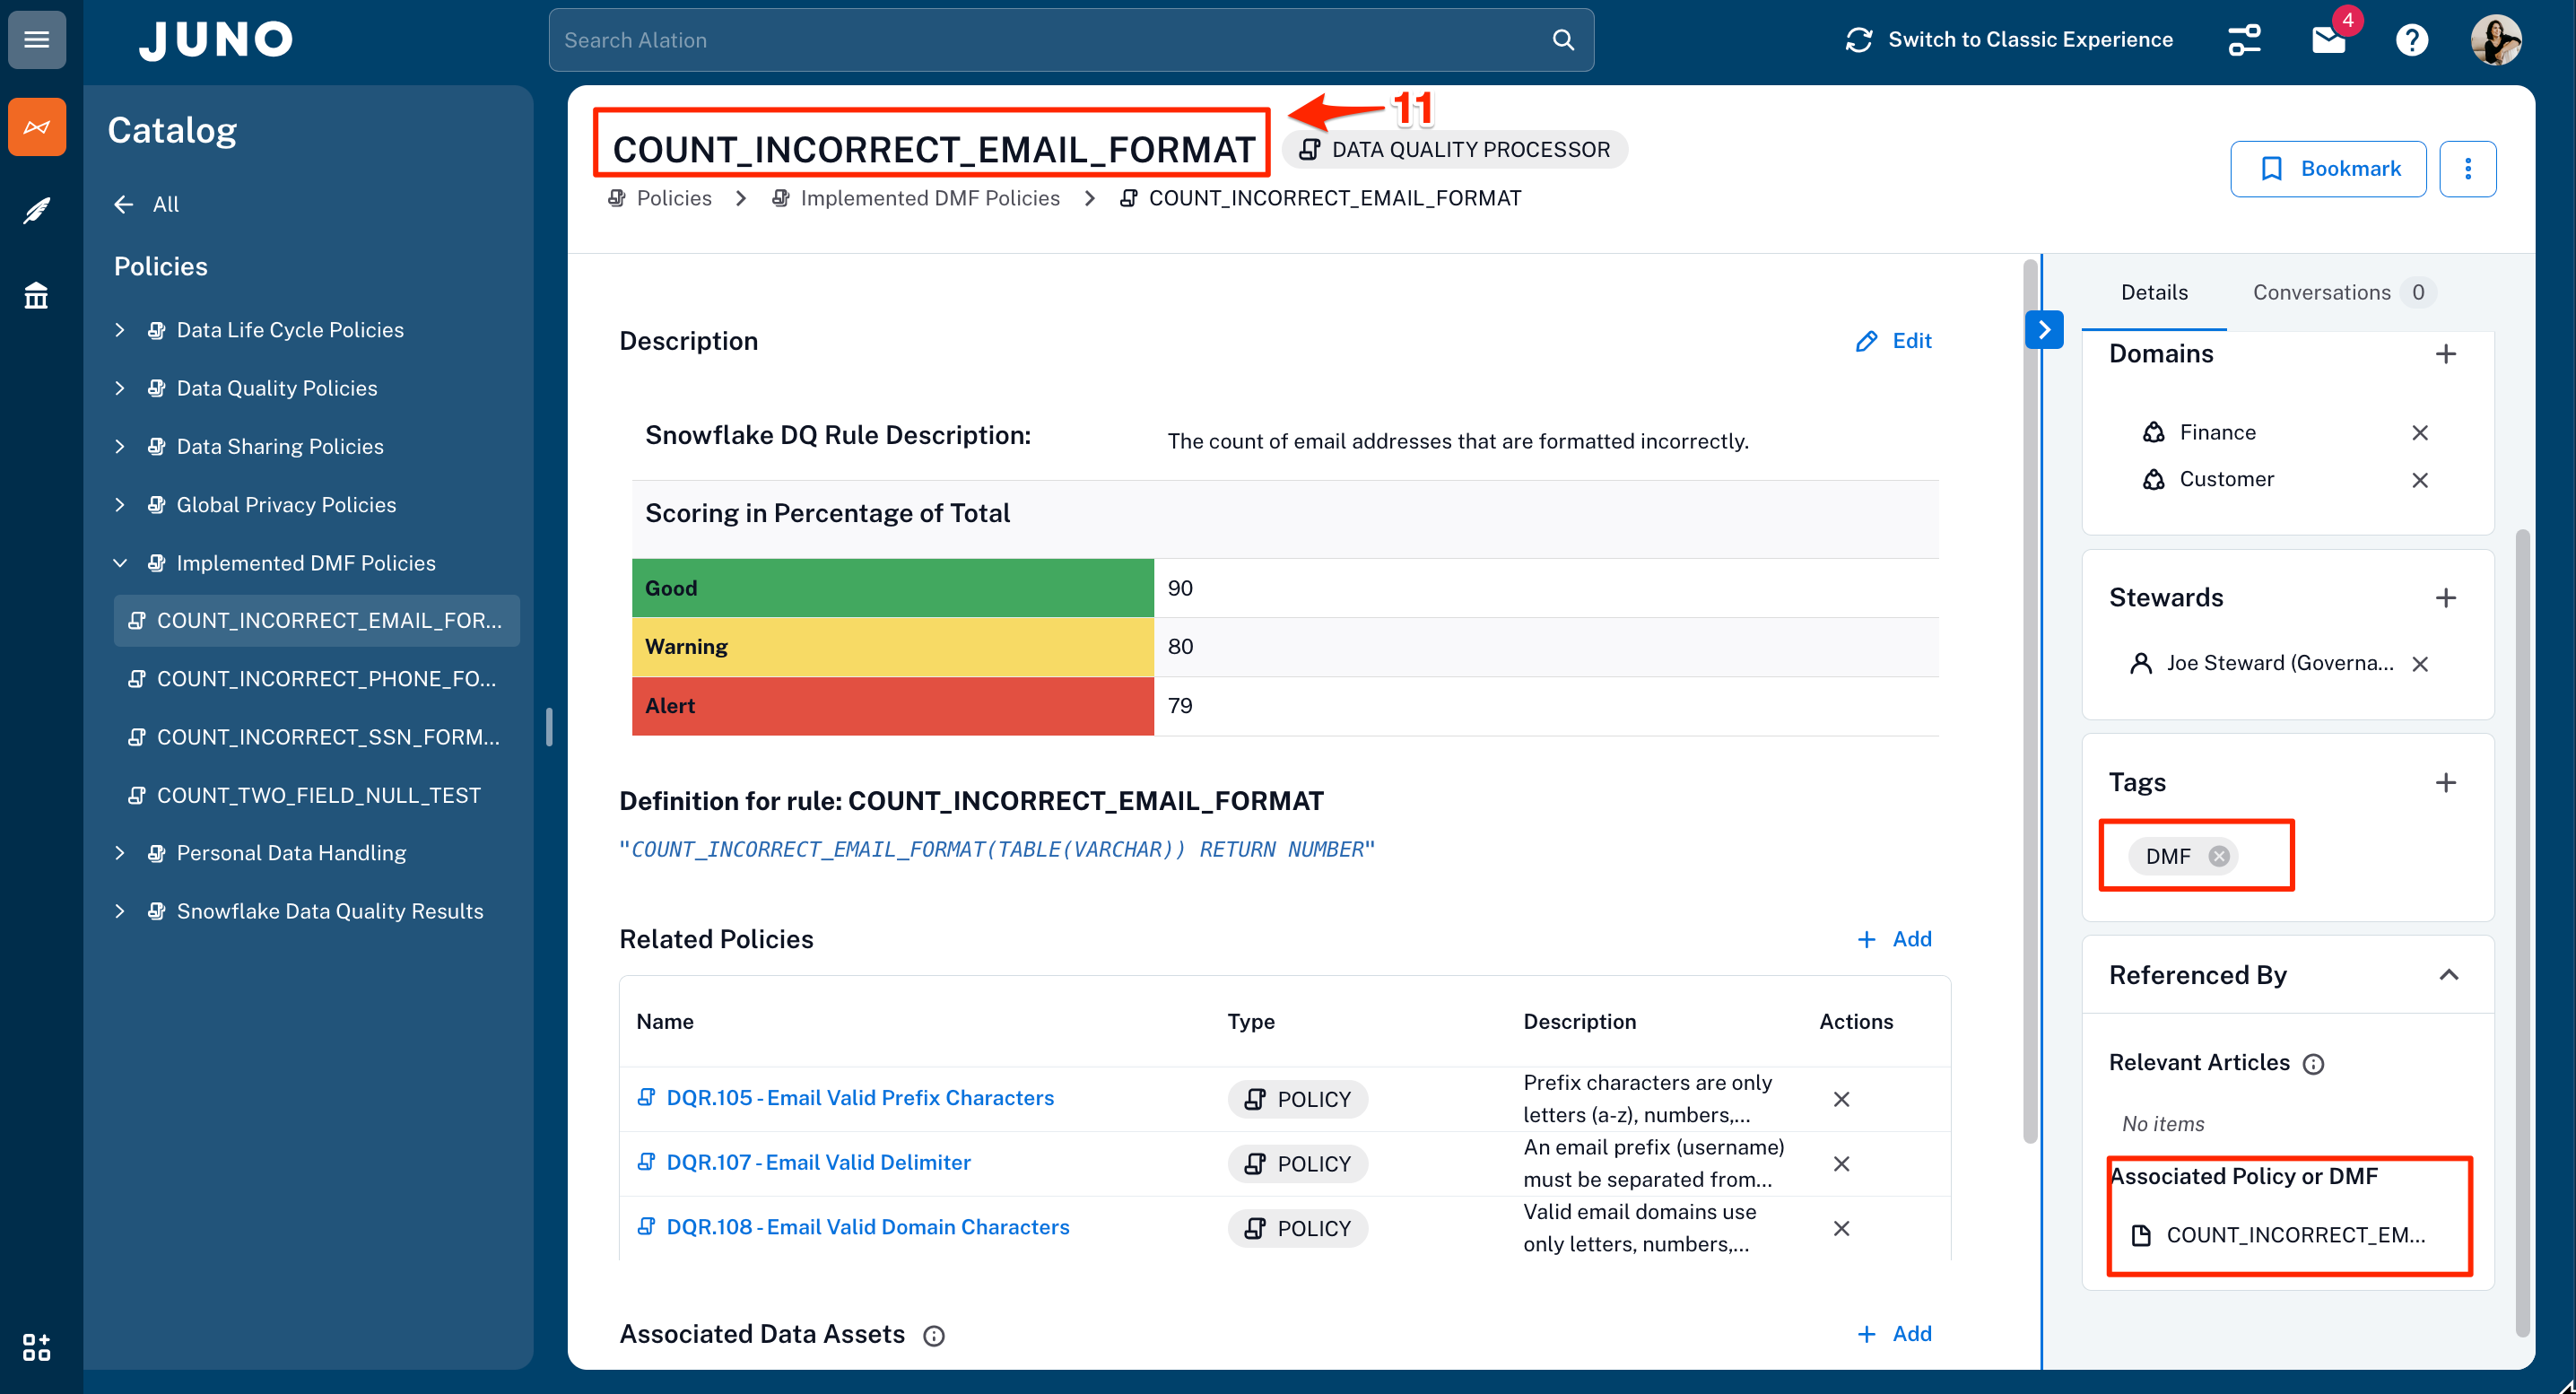 JUNO
Search Alation
Switch to Classic Experience
4
Catalog
All
Policies
Data Life Cycle Policies
Data Quality Policies
Data Sharing Policies
Global Privacy Policies
Implemented DMF Policies
COUNT_INCORRECT_EMAIL_FOR...
COUNT_INCORRECT_PHONE_FO...
COUNT_INCORRECT_SSN_FORM...
COUNT_TWO_FIELD_NULL_TEST
Personal Data Handling
Snowflake Data Quality Results
11
COUNT_INCORRECT_EMAIL_FORMAT
DATA QUALITY PROCESSOR
Bookmark
Policies
Implemented DMF Policies
COUNT_INCORRECT_EMAIL_FORMAT
Description
Edit
Snowflake DQ Rule Description:
The count of email addresses that are formatted incorrectly.
Scoring in Percentage of Total
Good 90
Warning 80
Alert 79
Definition for rule: COUNT_INCORRECT_EMAIL_FORMAT
"COUNT_INCORRECT_EMAIL_FORMAT(TABLE(VARCHAR)) RETURN NUMBER"
Related Policies
Add
Name Type Description Actions
DQR.105 - Email Valid Prefix Characters
POLICY
Prefix characters are only
letters (a-z), numbers,...
DQR.107 - Email Valid Delimiter
POLICY
An email prefix (username)
must be separated from...
DQR.108 - Email Valid Domain Characters
POLICY
Valid email domains use
only letters, numbers,...
Associated Data Assets
Add
Details
Conversations 0
Domains
Finance
Customer
Stewards
Joe Steward (Governa...
Tags
DMF
Referenced By
Relevant Articles
No items
Associated Policy or DMF
COUNT_INCORRECT_EM...